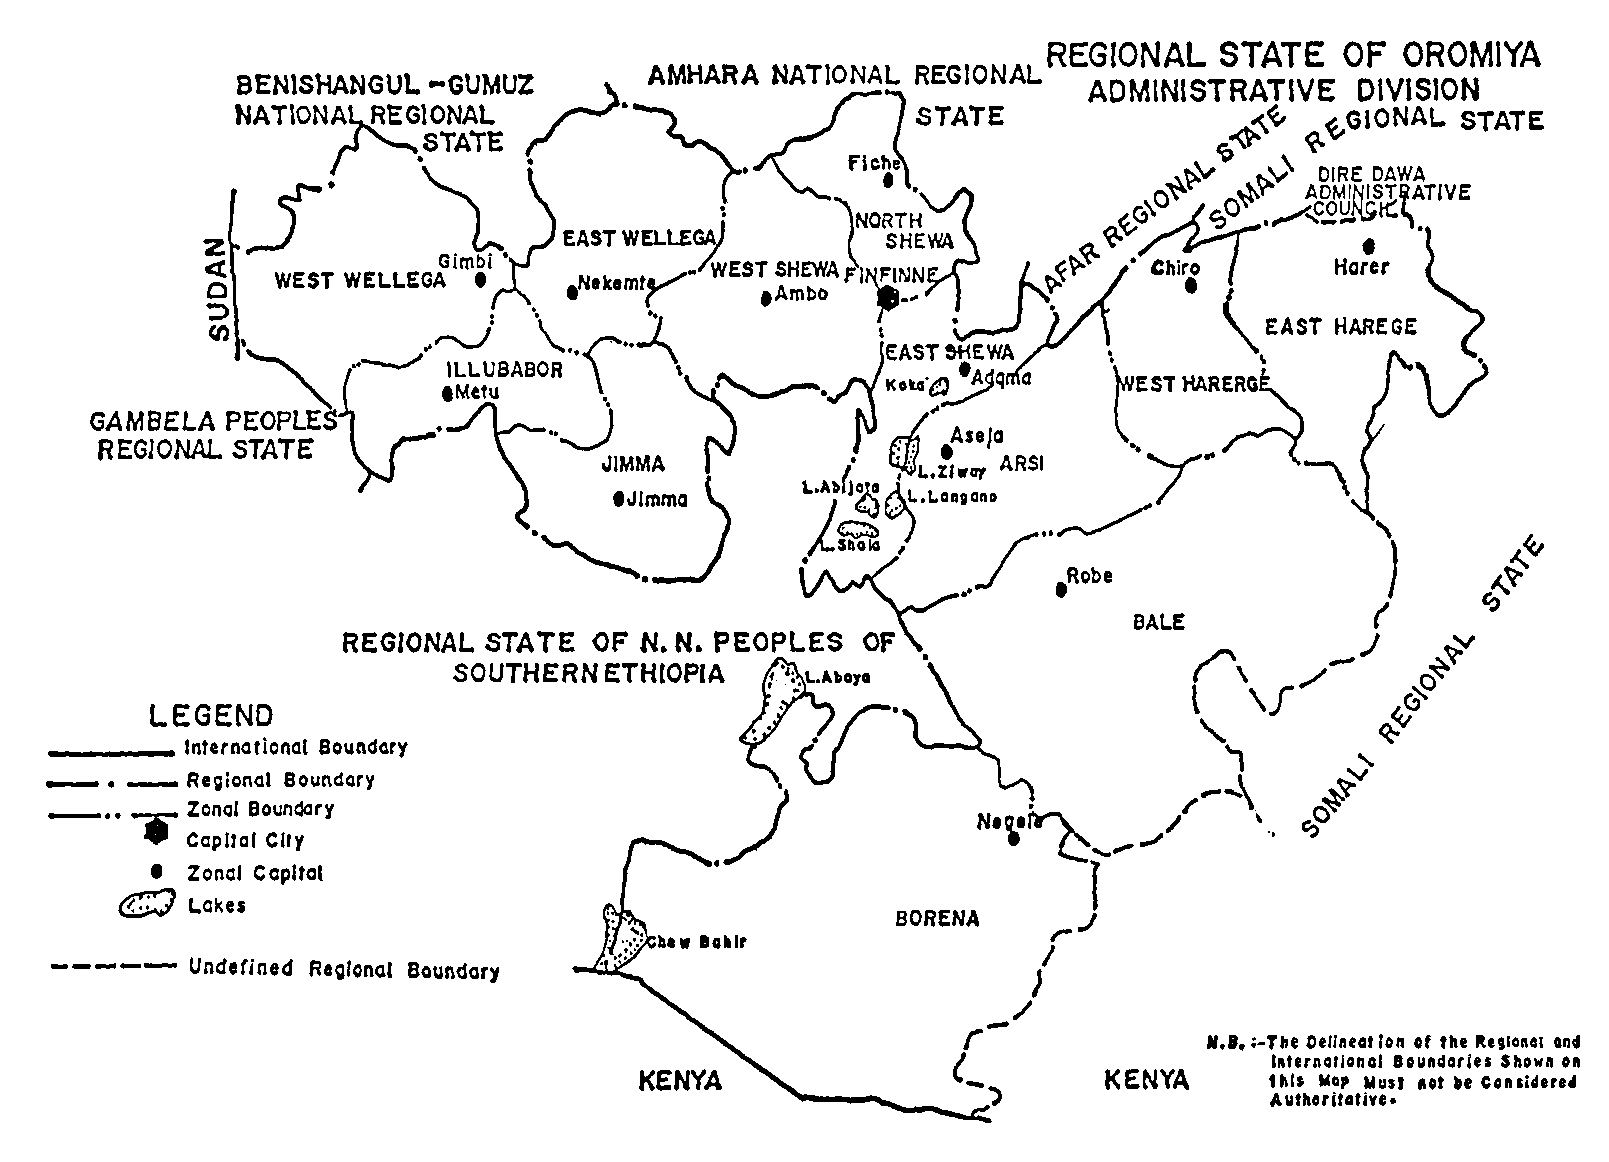 REGIONAL STATE OF OROMIYA
ADMINISTRATIVE DIVISION
BENISHANGUL-GUMUZ
NATIONAL REGIONAL
STATE
AMHARA NATIONAL REGIONAL
STATE
AFAR REGIONAL STATE
SOMALI REGIONAL STATE
DIRE DAWA
ADMINISTRATIVE
COUNCIL
Fiche
NORTH
SHEWA
SUDAN
EAST WELLEGA
Gimbi
WEST WELLEGA
Nekemte
WEST SHEWA
Ambo
FINFINNE
Chiro
Harer
EAST HAREGE
EAST SHEWA
Adama
Koka
WEST HARERGE
ILLUBABOR
Metu
GAMBELA PEOPLES
REGIONAL STATE
JIMMA
Jimma
Asela
ARSI
L.Ziway
L.Abijata
L.Langano
L.Shala
Robe
BALE
SOMALI REGIONAL STATE
REGIONAL STATE OF N.N. PEOPLES OF
SOUTHERN ETHIOPIA
L.Abaya
Negele
BORENA
Chew Bahir
KENYA
KENYA
LEGEND
International Boundary
Regional Boundary
Zonal Boundary
Capital City
Zonal Capital
Lakes
Undefined Regional Boundary
N.B.:-The Delineation of the Regional and
International Boundaries Shown on
this Map Must not be Considered
Authoritative.